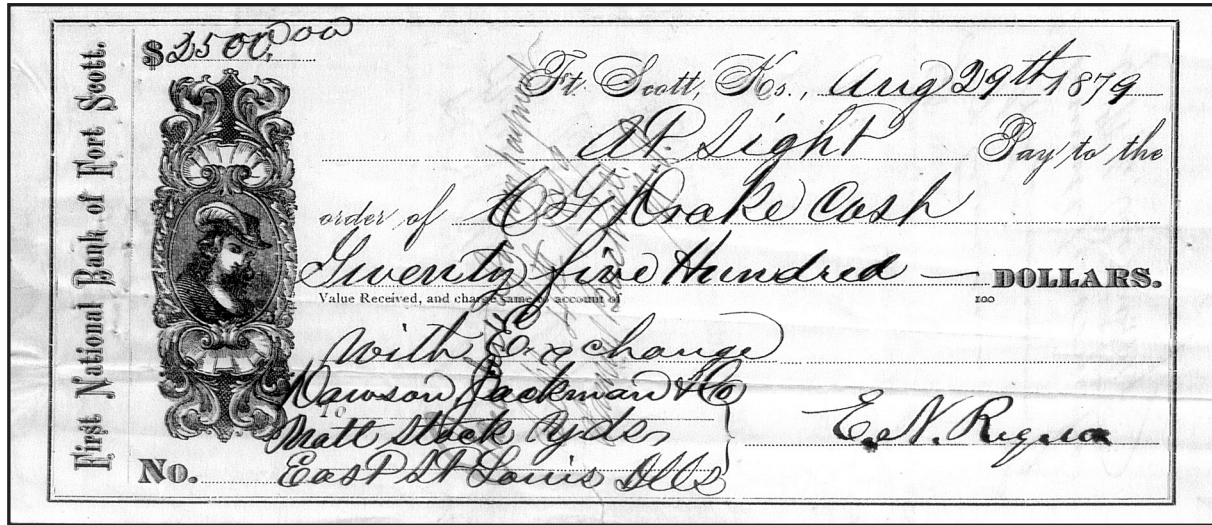 First National Bank of Fort Scott.
$ 2500.00
Ft. Scott, Ks., Aug 29th 1879
At Sight Pay to the
order of C F Drake Cash
Twenty five Hundred — DOLLARS.
Value Received, and charge same to account of 100
With Exchange
Dawson Jackman & Co
To
Natl Stock Yds
East St Louis Ills
E. N.
No.